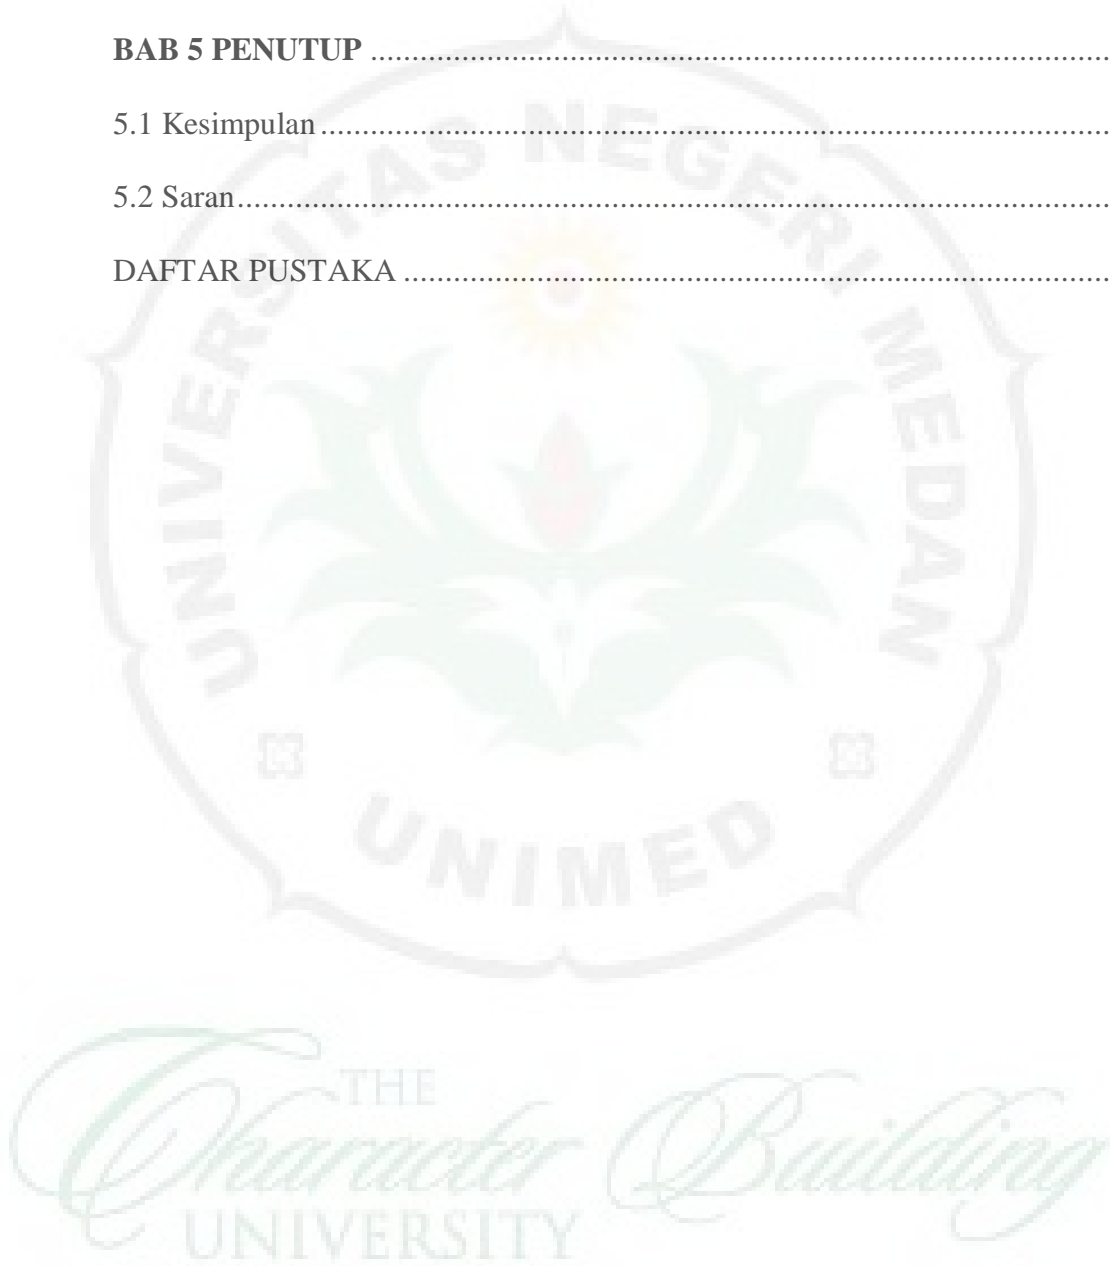 BAB 5 PENUTUP ..........................................................................................
5.1 Kesimpulan ................................................................................................
5.2 Saran..........................................................................................................
DAFTAR PUSTAKA ......................................................................................
UNIVERSITAS NEGERI MEDAN
UNIMED
THE
Character Building
UNIVERSITY